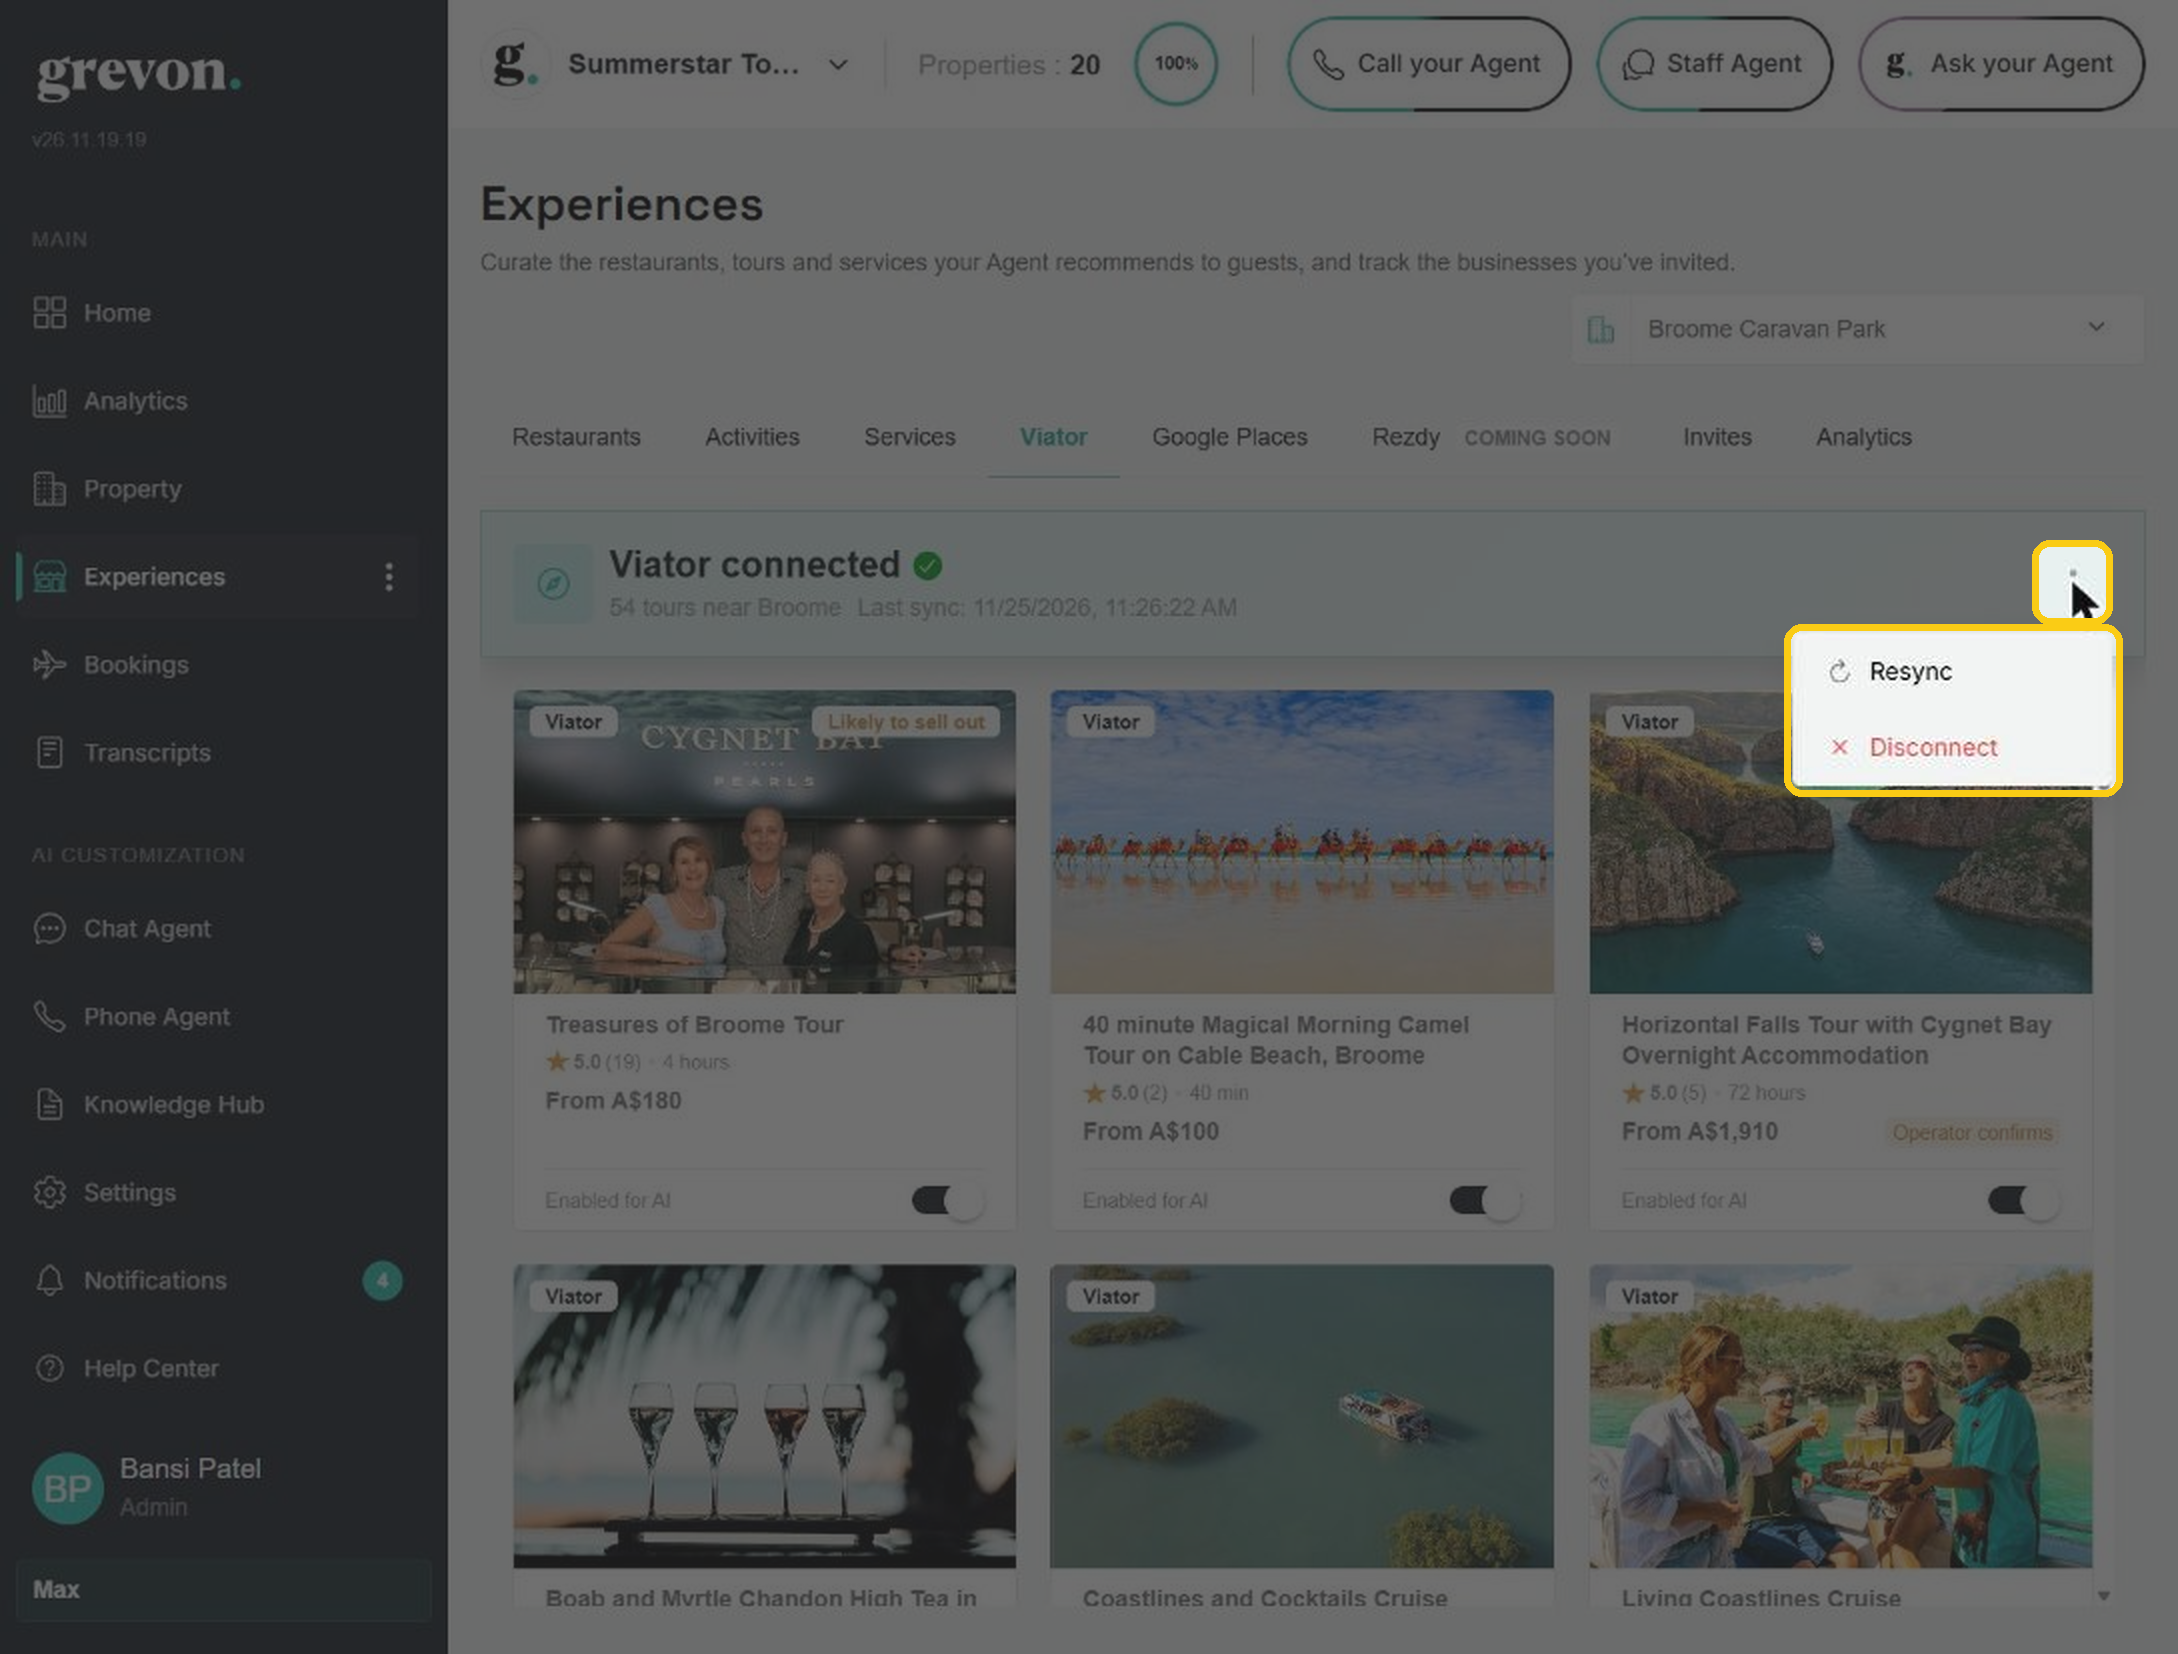 grevon.
v26.11.19.19
MAIN
Home
Analytics
Property
Experiences
Bookings
Transcripts
AI CUSTOMIZATION
Chat Agent
Phone Agent
Knowledge Hub
Settings
Notifications 4
Help Center
BP Bansi Patel
Admin
Max
g. Summerstar To... Properties : 20 100% Call your Agent Staff Agent g. Ask your Agent
Experiences
Curate the restaurants, tours and services your Agent recommends to guests, and track the businesses you've invited.
Broome Caravan Park
Restaurants Activities Services Viator Google Places Rezdy COMING SOON Invites Analytics
Viator connected
54 tours near Broome Last sync: 11/25/2026, 11:26:22 AM
Resync
Disconnect
Viator Likely to sell out
CYGNET BAY
PEARLS
Treasures of Broome Tour
5.0 (19) · 4 hours
From A$180
Enabled for AI
Viator
40 minute Magical Morning Camel
Tour on Cable Beach, Broome
5.0 (2) · 40 min
From A$100
Enabled for AI
Viator
Horizontal Falls Tour with Cygnet Bay
Overnight Accommodation
5.0 (5) · 72 hours
From A$1,910 Operator confirms
Enabled for AI
Viator
Boab and Myrtle Chandon High Tea in
Viator
Coastlines and Cocktails Cruise
Viator
Living Coastlines Cruise